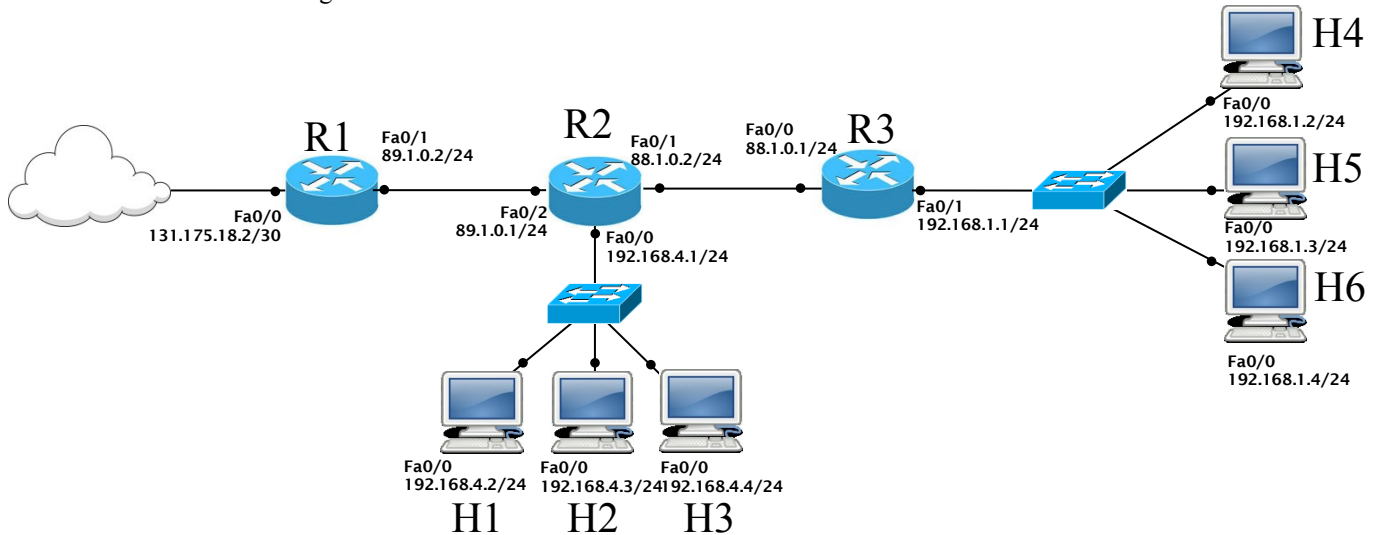 H4
Fa0/0
192.168.1.2/24
R1
Fa0/1
89.1.0.2/24
R2
Fa0/1
88.1.0.2/24
Fa0/0
88.1.0.1/24
R3
H5
Fa0/0
131.175.18.2/30
Fa0/2
89.1.0.1/24
Fa0/0
192.168.4.1/24
Fa0/1
192.168.1.1/24
Fa0/0
192.168.1.3/24
H6
Fa0/0
192.168.1.4/24
Fa0/0
192.168.4.2/24
Fa0/0
192.168.4.3/24
Fa0/0
192.168.4.4/24
H1
H2
H3